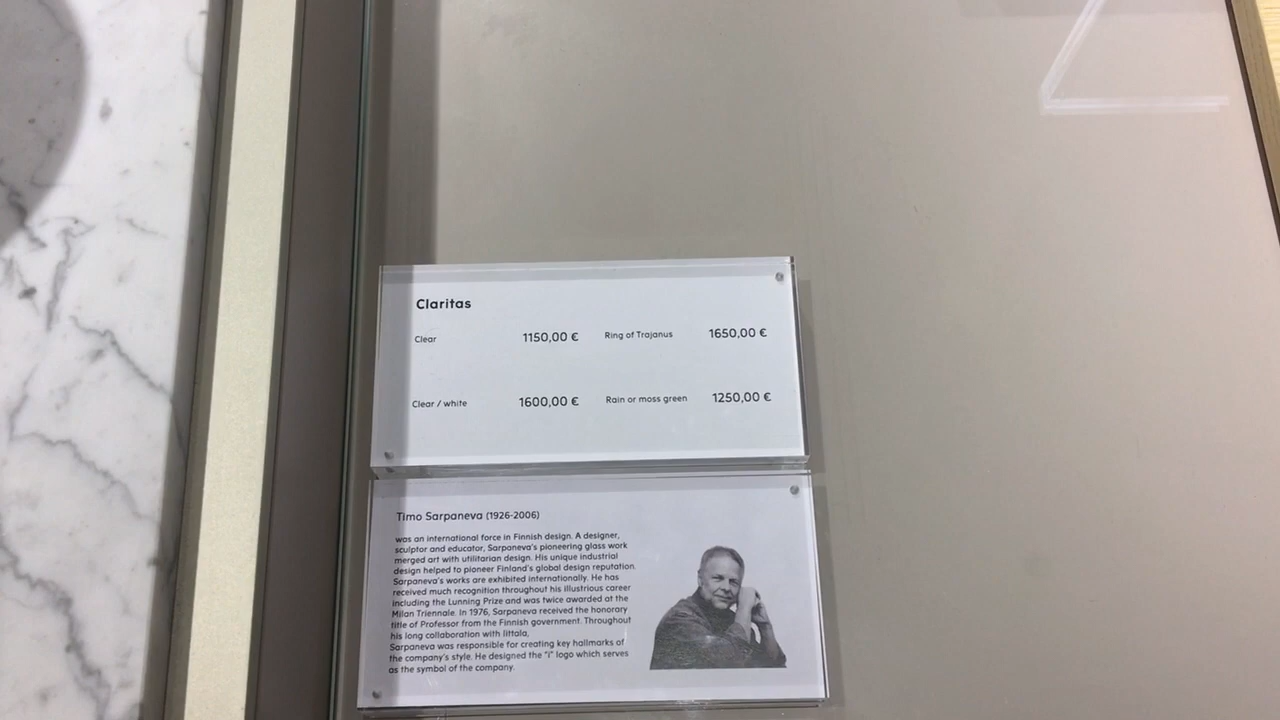 Claritas
Clear 1150,00 € Ring of Trajanus 1650,00 €
Clear / white 1600,00 € Rain or moss green 1250,00 €
Timo Sarpaneva (1926-2006)
was an international force in Finnish design. A designer,
sculptor and educator, Sarpaneva's pioneering glass work
merged art with utilitarian design. His unique industrial
design helped to pioneer Finland's global design reputation.
Sarpaneva's works are exhibited internationally. He has
received much recognition throughout his illustrious career
including the Lunning Prize and was twice awarded at the
Milan Triennale. In 1976, Sarpaneva received the honorary
title of Professor from the Finnish government. Throughout
his long collaboration with Iittala,
Sarpaneva was responsible for creating key hallmarks of
the company's style. He designed the "i" logo which serves
as the symbol of the company.